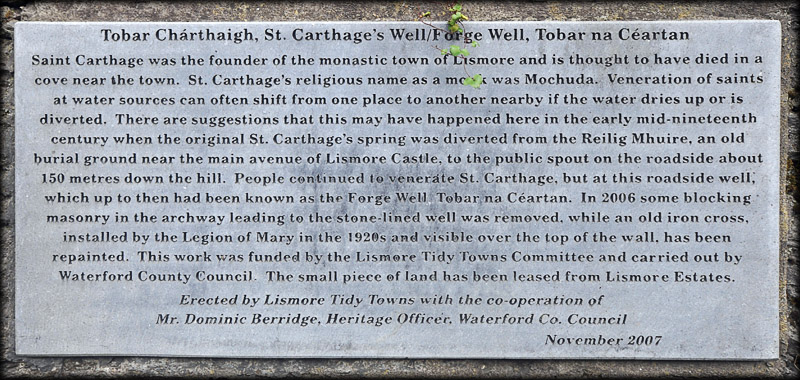 Tobar Chárthaigh, St. Carthage's Well/Forge Well, Tobar na Céartan
Saint Carthage was the founder of the monastic town of Lismore and is thought to have died in a
cove near the town. St. Carthage's religious name as a monk was Mochuda. Veneration of saints
at water sources can often shift from one place to another nearby if the water dries up or is
diverted. There are suggestions that this may have happened here in the early mid-nineteenth
century when the original St. Carthage's spring was diverted from the Reilig Mhuire, an old
burial ground near the main avenue of Lismore Castle, to the public spout on the roadside about
150 metres down the hill. People continued to venerate St. Carthage, but at this roadside well,
which up to then had been known as the Forge Well, Tobar na Céartan. In 2006 some blocking
masonry in the archway leading to the stone-lined well was removed, while an old iron cross,
installed by the Legion of Mary in the 1920s and visible over the top of the wall, has been
repainted. This work was funded by the Lismore Tidy Towns Committee and carried out by
Waterford County Council. The small piece of land has been leased from Lismore Estates.
Erected by Lismore Tidy Towns with the co-operation of
Mr. Dominic Berridge, Heritage Officer, Waterford Co. Council
November 2007